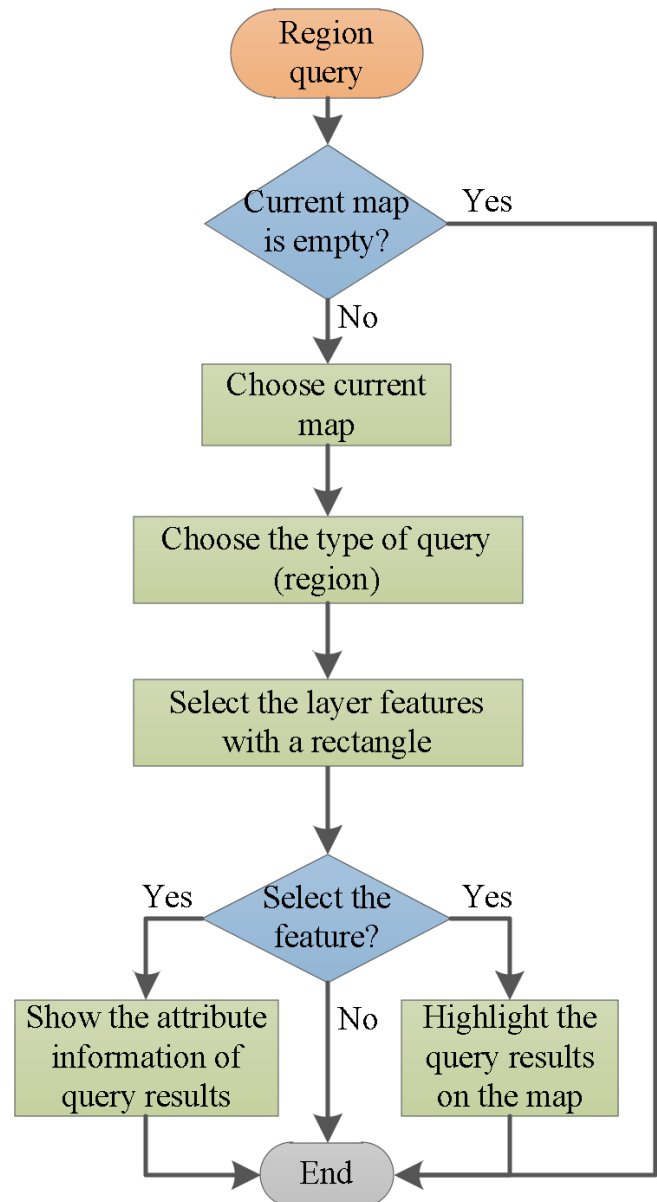 Region
query
Current map
is empty?
Yes
No
Choose current
map
Choose the type of query
(region)
Select the layer features
with a rectangle
Yes
Select the
feature?
Yes
Show the attribute
information of
query results
No
Highlight the
query results
on the map
End